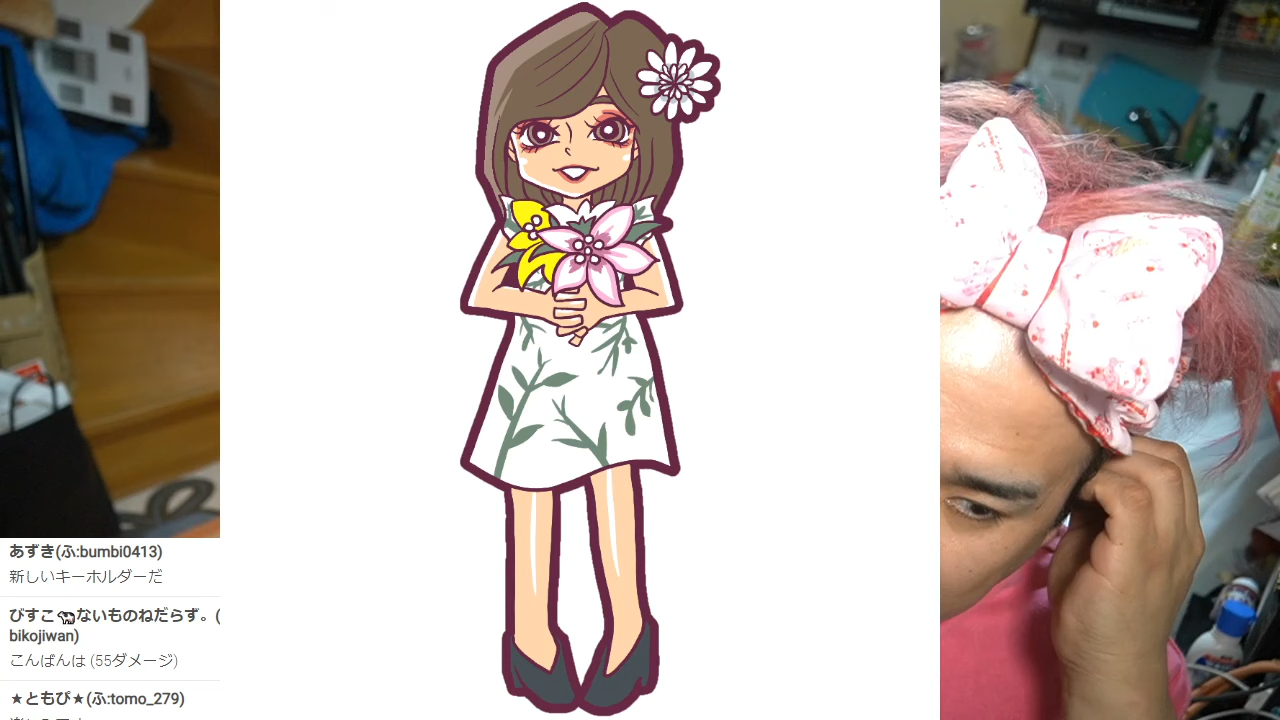 あずき(ふ:bumbi0413)
新しいキーホルダーだ
びすこ🐄ないものねだらず。(
bikojiwan)
こんばんは (55ダメージ)
★ともぴ★(ふ:tomo_279)